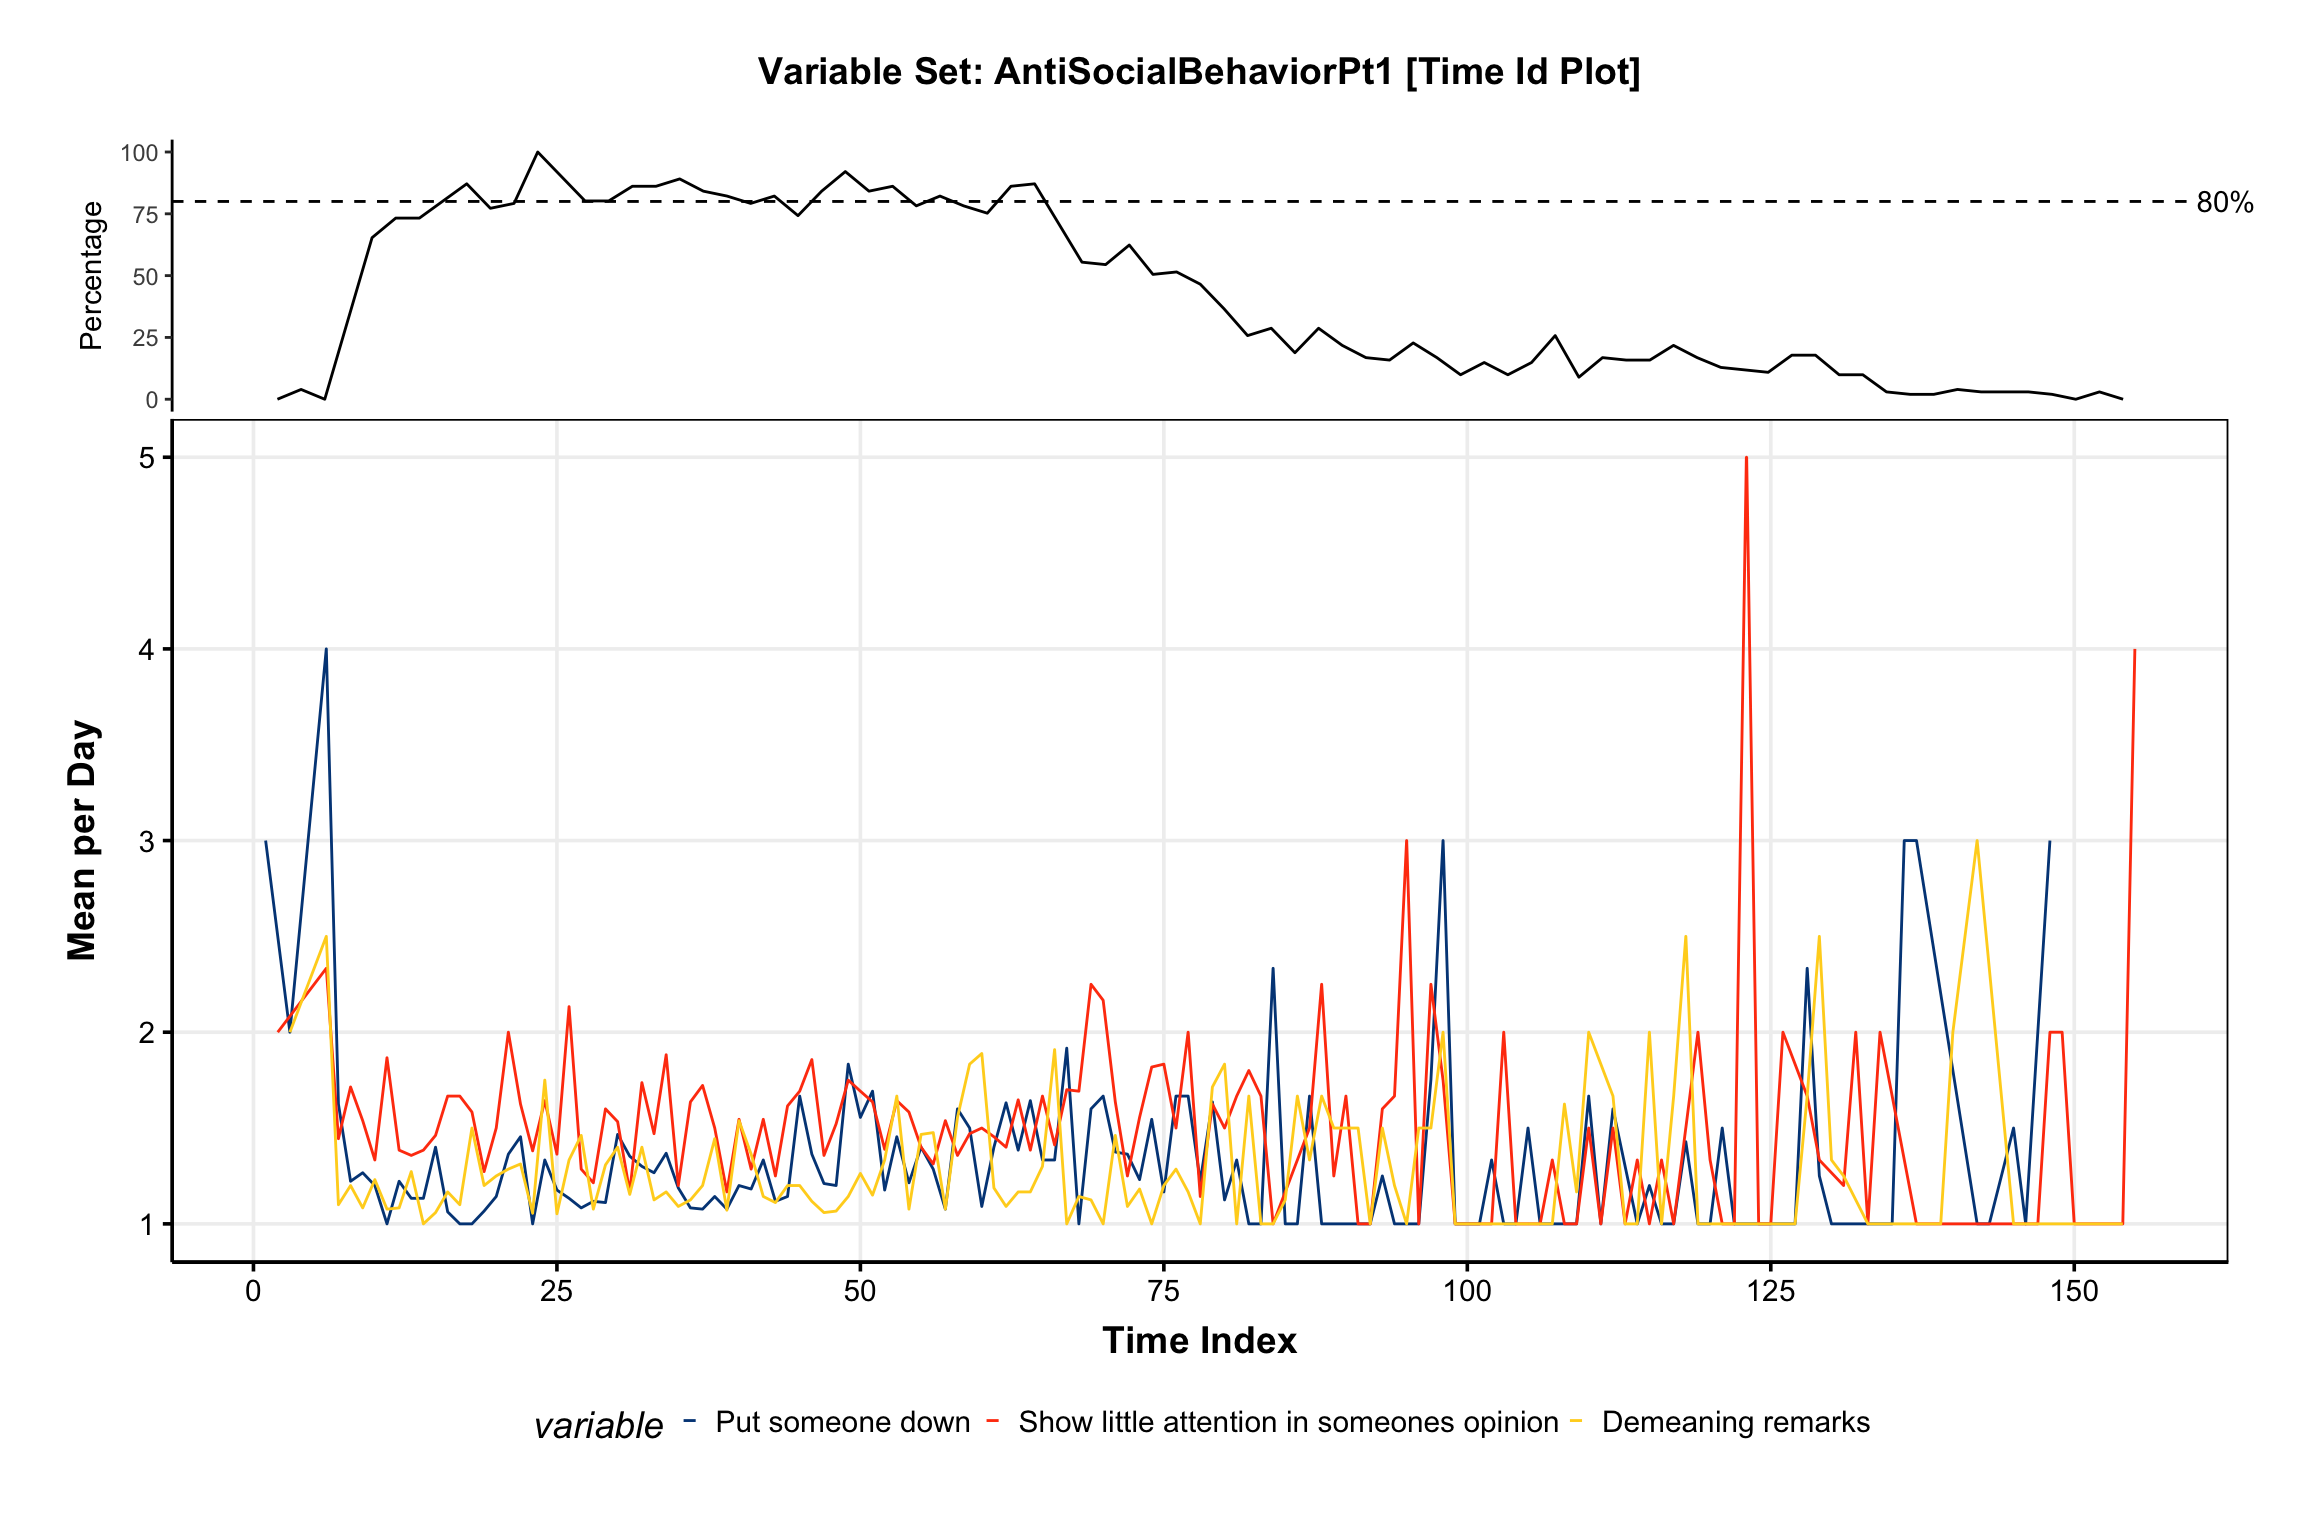 Variable Set: AntiSocialBehaviorPt1 [Time Id Plot]
Percentage
100
75
50
25
0
80%
Mean per Day
5
4
3
2
1
0 25 50 75 100 125 150
Time Index
variable Put someone down Show little attention in someones opinion Demeaning remarks